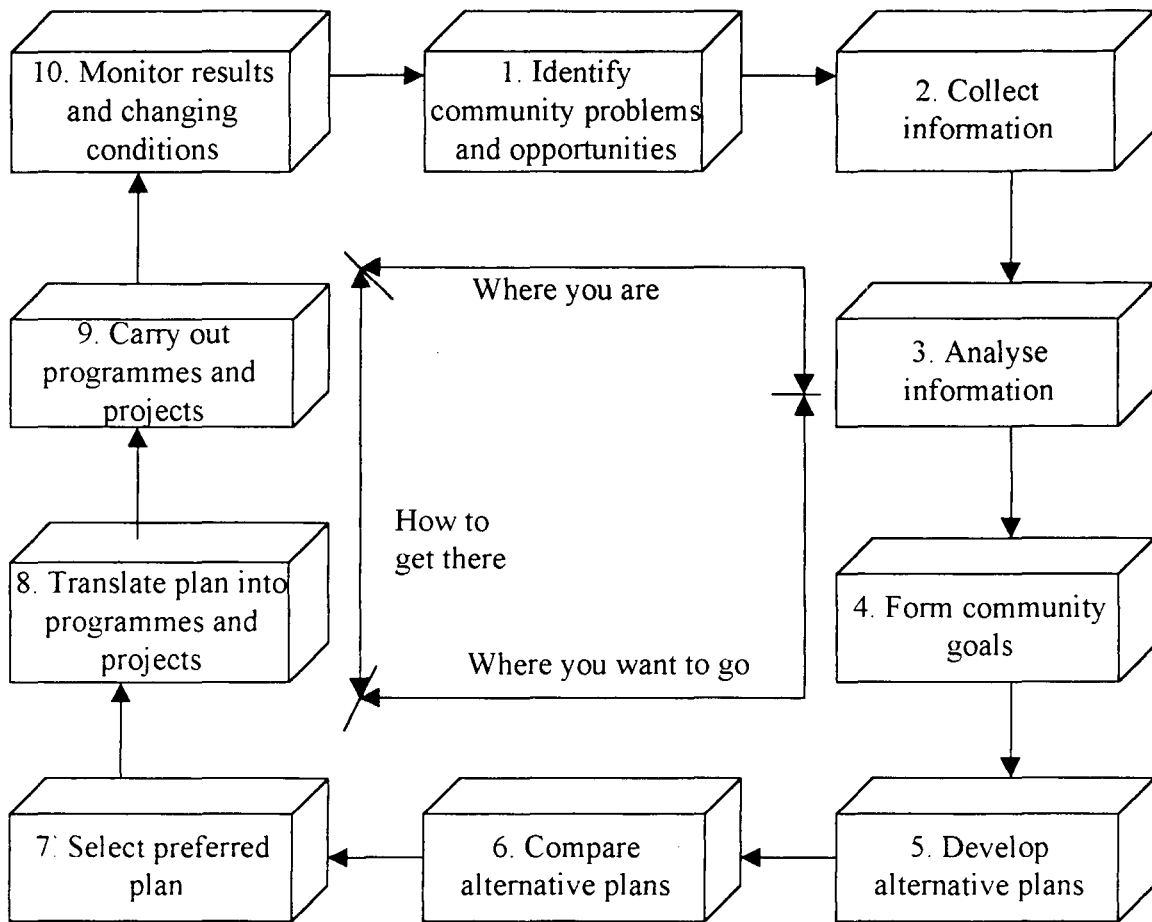 10. Monitor results
and changing
conditions
1. Identify
community problems
and opportunities
2. Collect
information
3. Analyse
information
4. Form community
goals
5. Develop
alternative plans
6. Compare
alternative plans
7. Select preferred
plan
8. Translate plan into
programmes and
projects
9. Carry out
programmes and
projects
Where you are
How to
get there
Where you want to go